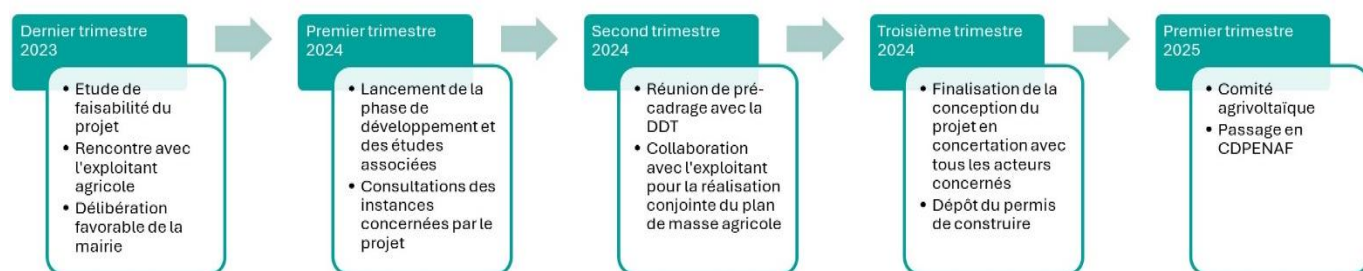 Dernier trimestre
2023
• Etude de
faisabilité du
projet
• Rencontre avec
l'exploitant
agricole
• Délibération
favorable de la
mairie
Premier trimestre
2024
• Lancement de la
phase de
développement et
des études
associées
• Consultations des
instances
concernées par le
projet
Second trimestre
2024
• Réunion de pré-
cadrage avec la
DDT
• Collaboration
avec l'exploitant
pour la réalisation
conjointe du plan
de masse agricole
Troisième trimestre
2024
• Finalisation de la
conception du
projet en
concertation avec
tous les acteurs
concernés
• Dépôt du permis
de construire
Premier trimestre
2025
• Comité
agrivoltaïque
• Passage en
CDPENAF